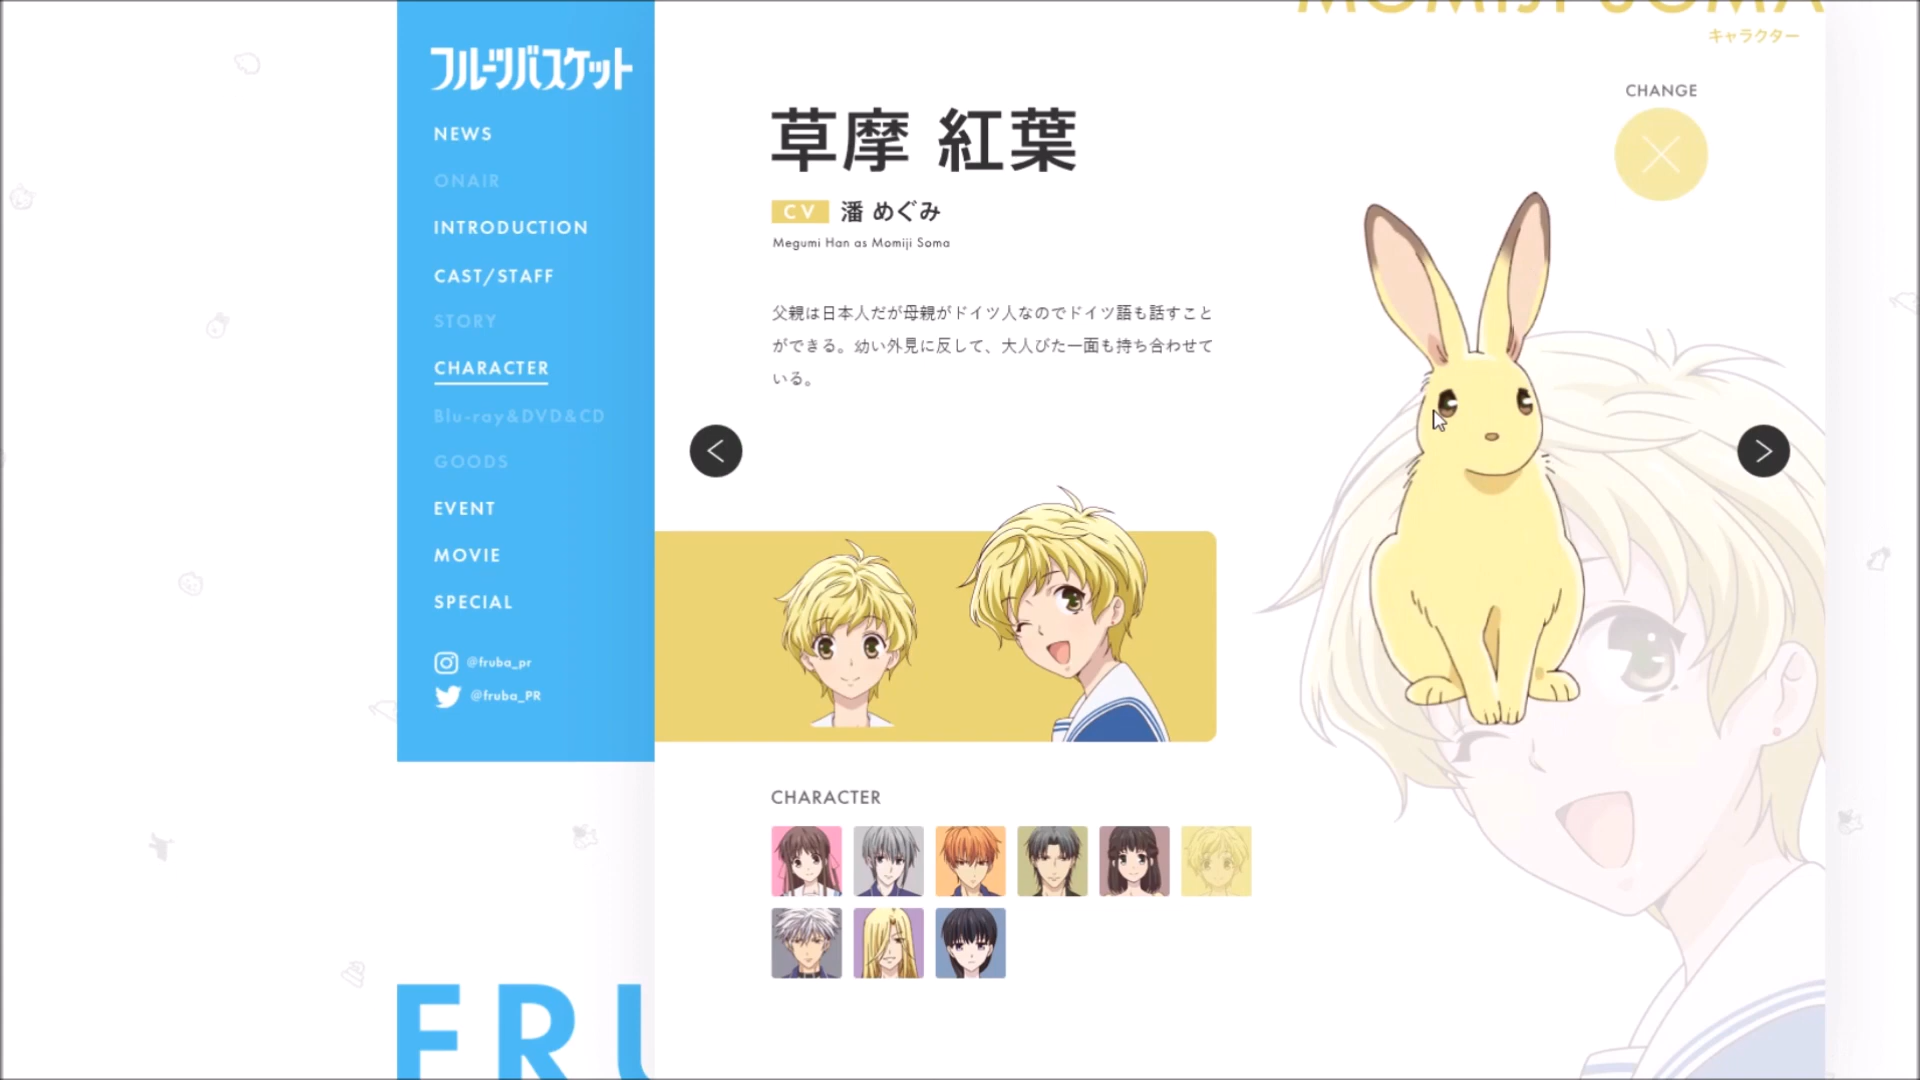 フルーツバスケット
NEWS
ONAIR
INTRODUCTION
CAST/STAFF
STORY
CHARACTER
Blu-ray&DVD&CD
GOODS
EVENT
MOVIE
SPECIAL
@fruba_pr
@fruba_PR
MOMIJI SOMA
キャラクター
CHANGE
草摩 紅葉
CV 潘 めぐみ
Megumi Han as Momiji Soma
父親は日本人だが母親がドイツ人なのでドイツ語も話すこと
ができる。幼い外見に反して、大人びた一面も持ち合わせて
いる。
CHARACTER
FRU